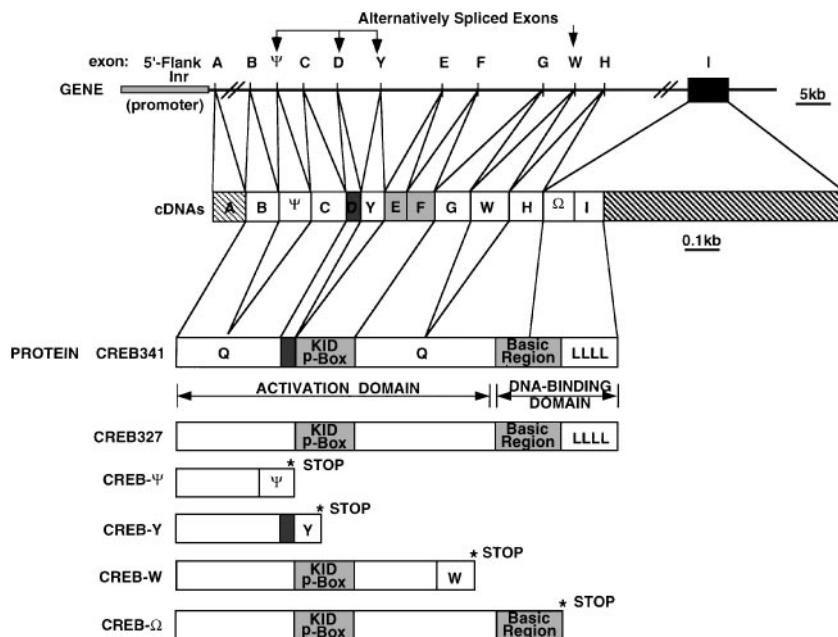 Alternatively Spliced Exons
exon: 5'-Flank A B Ψ C D Y E F G W H I
Inr
GENE
(promoter)
5kb
cDNAs A B Ψ C D Y E F G W H Ω I
0.1kb
PROTEIN CREB341 Q KID p-Box Q Basic Region LLLL
ACTIVATION DOMAIN DNA-BINDING DOMAIN
CREB327 KID p-Box Basic Region LLLL
CREB-Ψ Ψ * STOP
CREB-Y Y * STOP
CREB-W KID p-Box W * STOP
CREB-Ω KID p-Box Basic Region * STOP